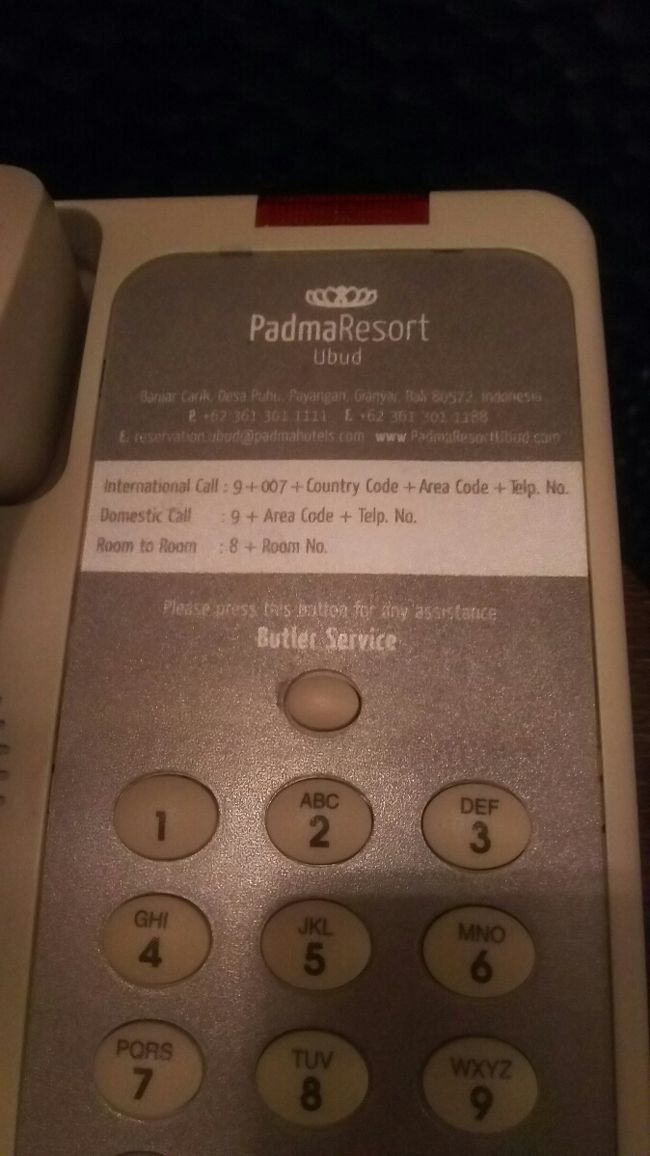 PadmaResort
Ubud
Banjar Carik, Desa Puhu, Payangan, Gianyar, Bali 80572, Indonesia
P. +62 361 301 1111 f. +62 361 301 1188
E. reservation.ubud@padmahotels.com www.PadmaResortUbud.com
International Call : 9+007+Country Code +Area Code +Telp. No.
Domestic Call : 9 + Area Code + Telp. No.
Room to Room : 8 + Room No.
Please press this button for any assistance
Butler Service
1 ABC 2 DEF 3
GHI 4 JKL 5 MNO 6
PQRS 7 TUV 8 WXYZ 9